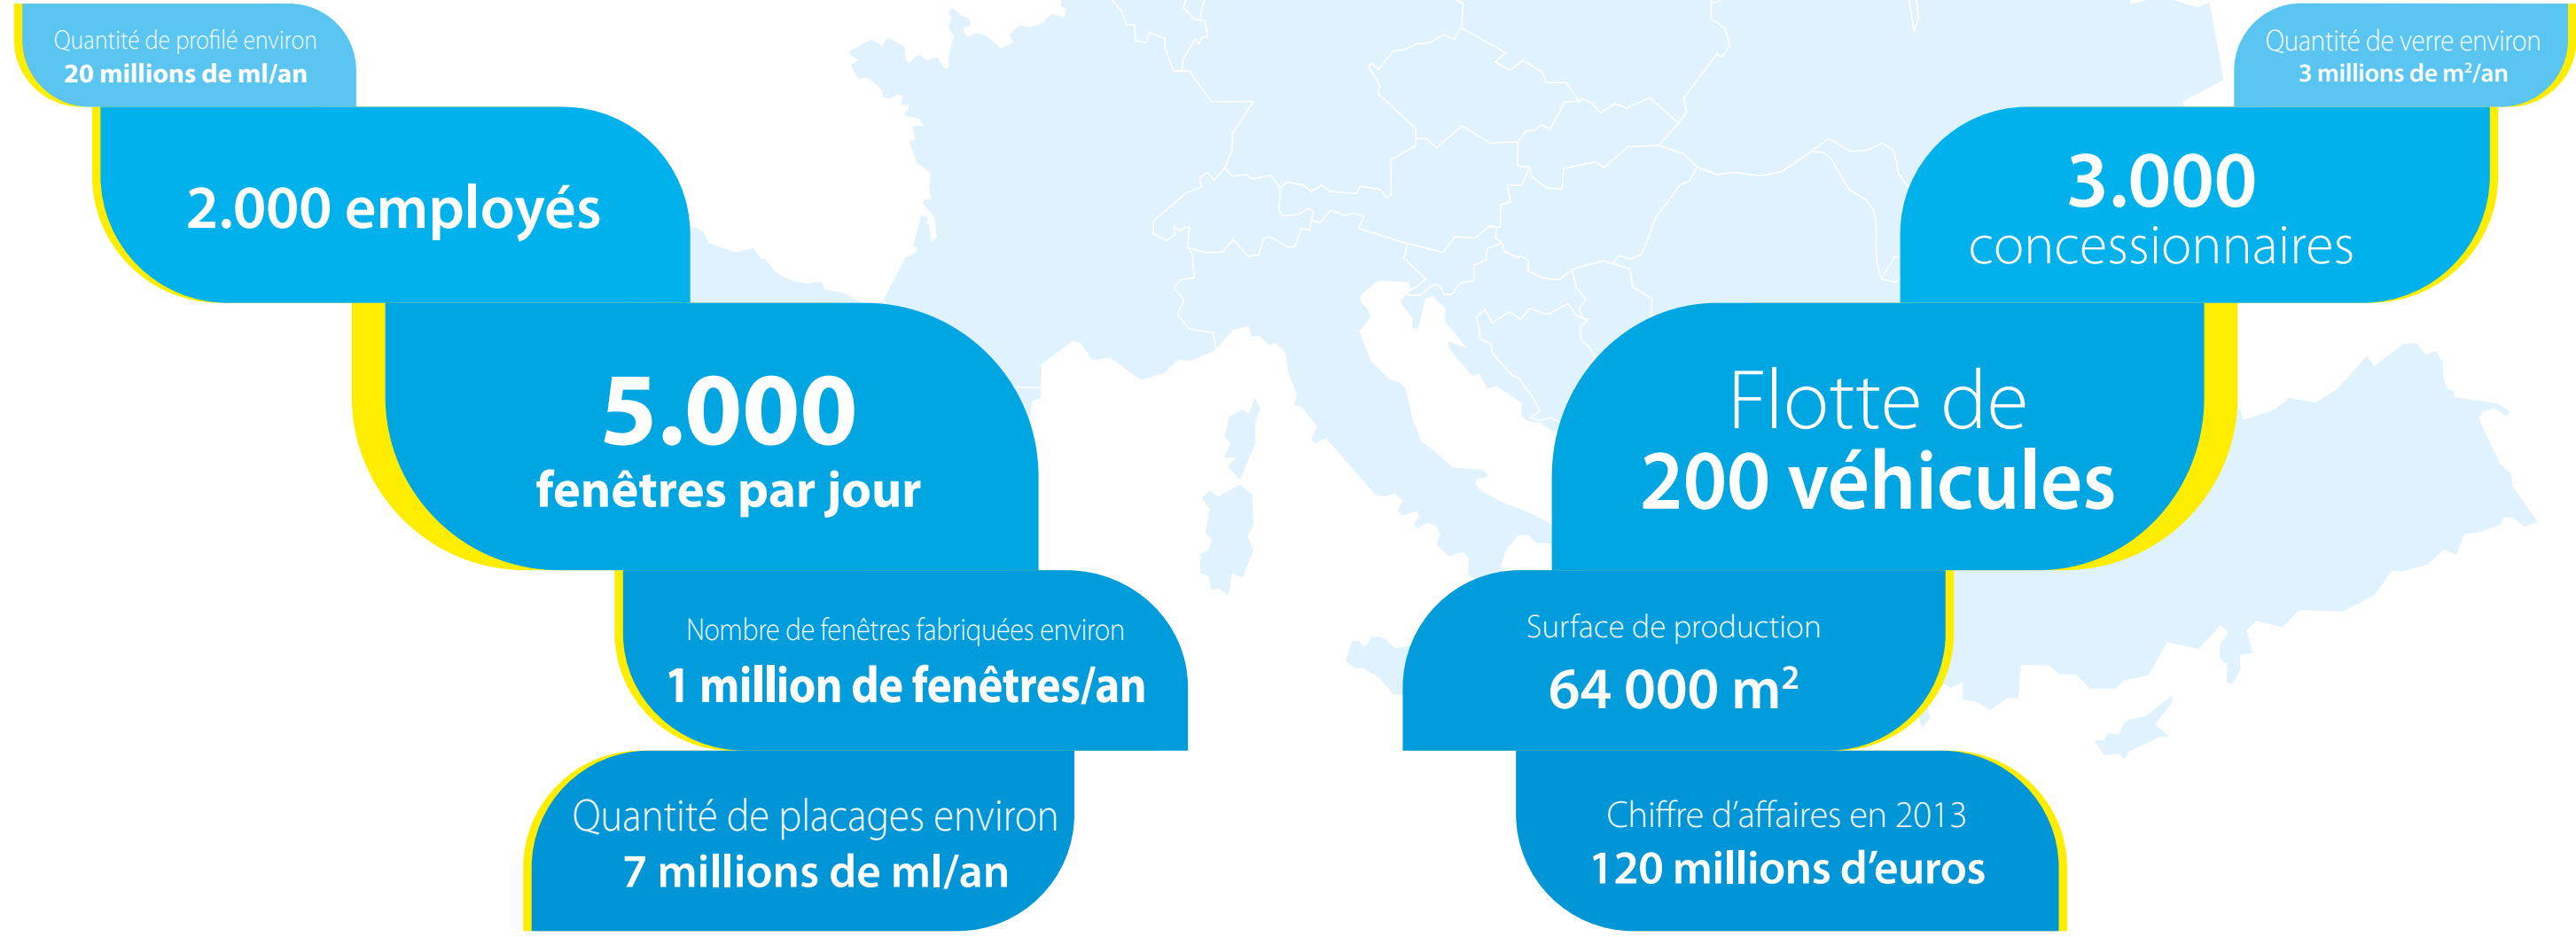 Quantité de profilé environ
20 millions de ml/an
2.000 employés
5.000
fenêtres par jour
Nombre de fenêtres fabriquées environ
1 million de fenêtres/an
Quantité de placages environ
7 millions de ml/an
Quantité de verre environ
3 millions de m²/an
3.000
concessionnaires
Flotte de
200 véhicules
Surface de production
64 000 m²
Chiffre d’affaires en 2013
120 millions d’euros